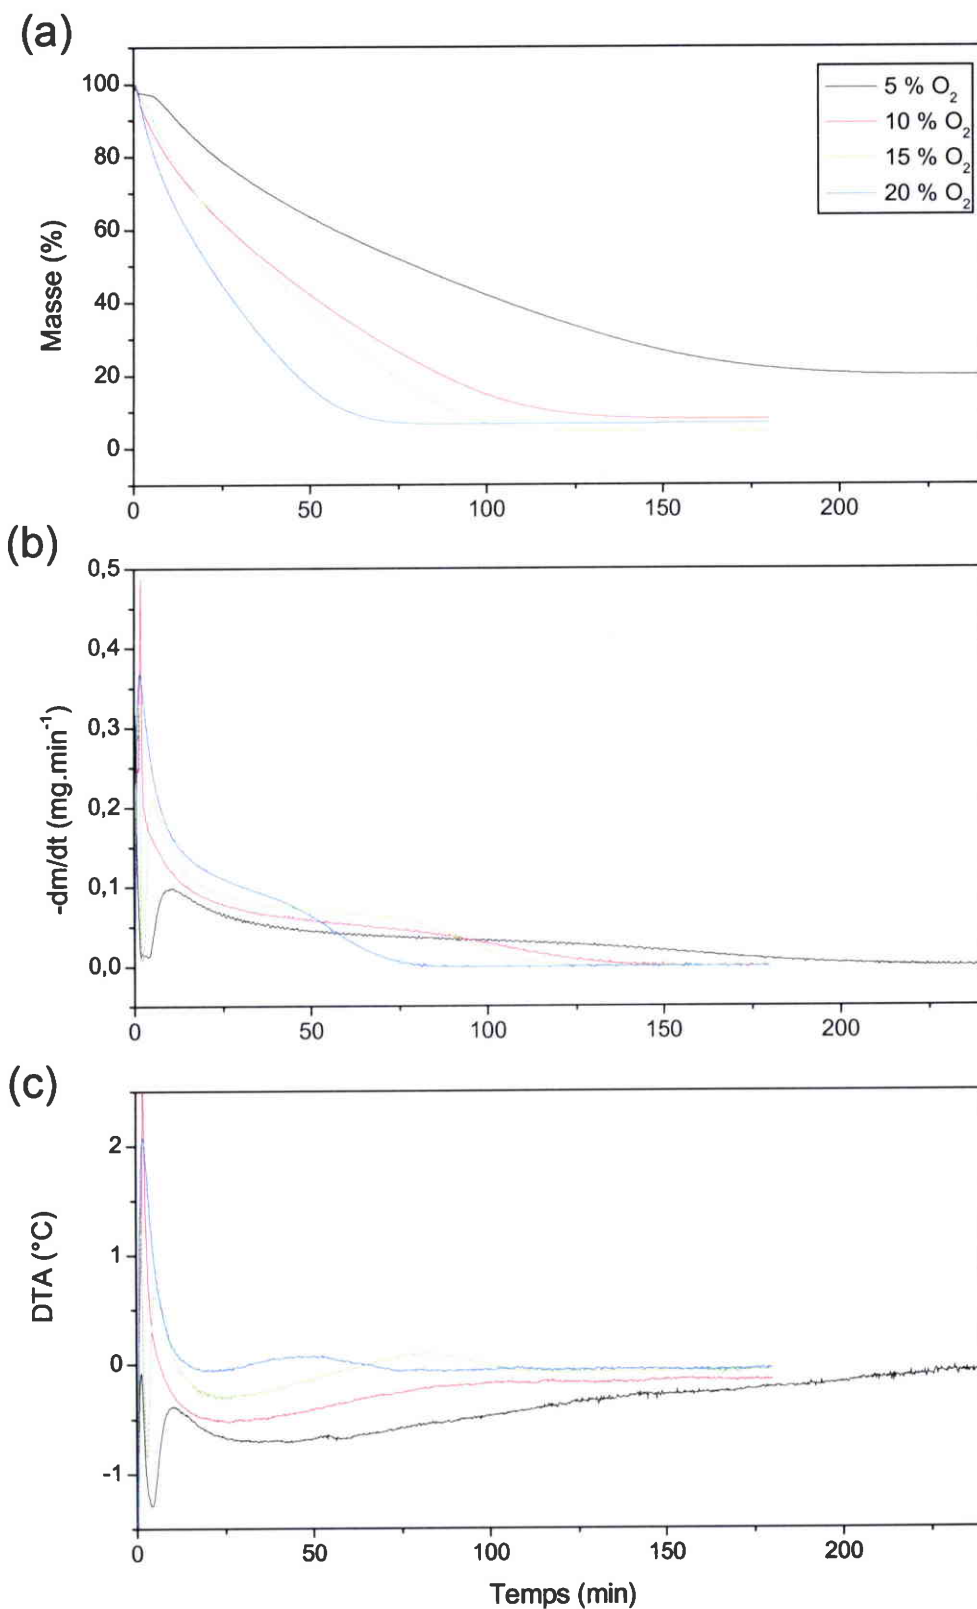 (a)
Masse (%)
100
80
60
40
20
0
5 % O2
10 % O2
15 % O2
20 % O2
0 50 100 150 200
(b)
-dm/dt (mg.min-1)
0,5
0,4
0,3
0,2
0,1
0,0
0 50 100 150 200
(c)
DTA (°C)
2
1
0
-1
0 50 100 150 200
Temps (min)